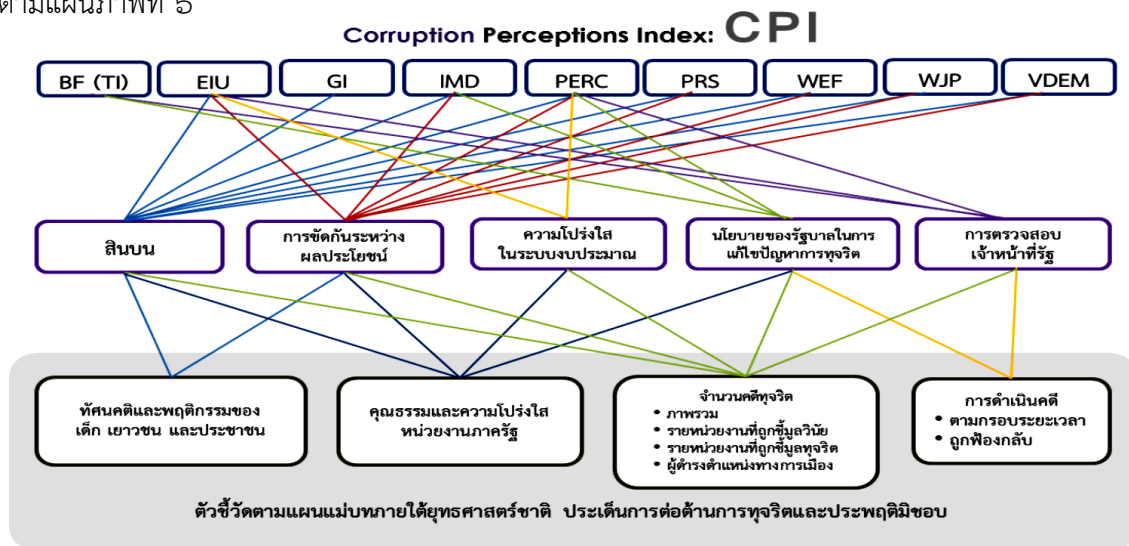 ตามแผนภาพที่ ๖
Corruption Perceptions Index: CPI
BF (TI) EIU GI IMD PERC PRS WEF WJP VDEM
สินบน
การขัดกันระหว่าง
ผลประโยชน์
ความโปร่งใส
ในระบบงบประมาณ
นโยบายของรัฐบาลในการ
แก้ไขปัญหาการทุจริต
การตรวจสอบ
เจ้าหน้าที่รัฐ
ทัศนคติและพฤติกรรมของ
เด็ก เยาวชน และประชาชน
คุณธรรมและความโปร่งใส
หน่วยงานภาครัฐ
จำนวนคดีทุจริต
• ภาพรวม
• รายหน่วยงานที่ถูกชี้มูลวินัย
• รายหน่วยงานที่ถูกชี้มูลทุจริต
• ผู้ดำรงตำแหน่งทางการเมือง
การดำเนินคดี
• ตามกรอบระยะเวลา
• ถูกฟ้องกลับ
ตัวชี้วัดตามแผนแม่บทภายใต้ยุทธศาสตร์ชาติ ประเด็นการต่อต้านการทุจริตและประพฤติมิชอบ